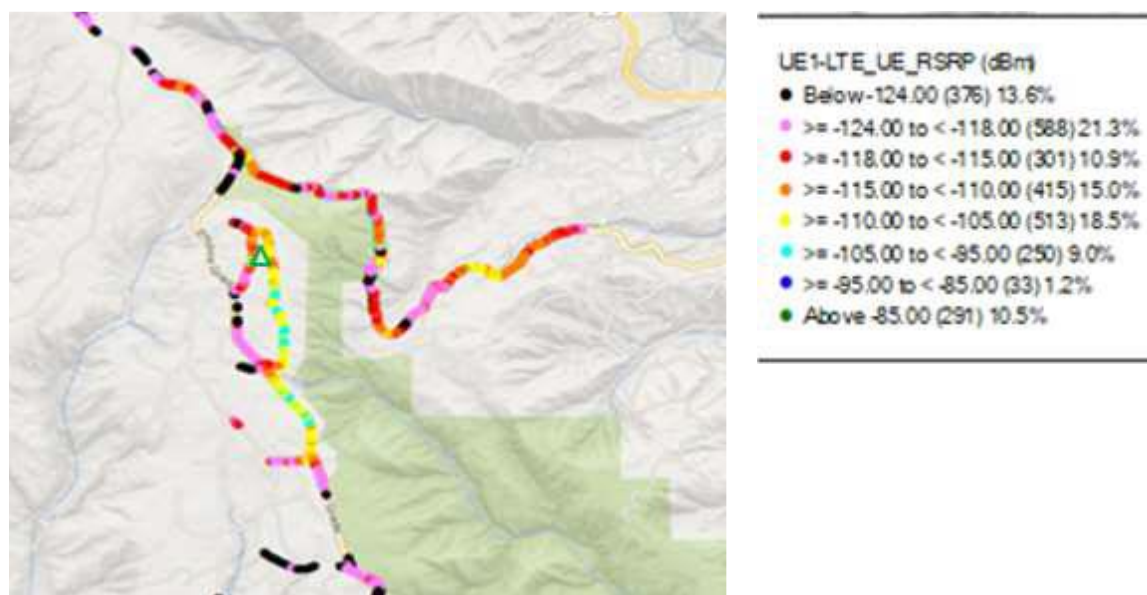 UE1-LTE_UE_RSRP (dBm)
Below -124.00 (376) 13.6%
>= -124.00 to < -118.00 (588) 21.3%
>= -118.00 to < -115.00 (301) 10.9%
>= -115.00 to < -110.00 (415) 15.0%
>= -110.00 to < -105.00 (513) 18.5%
>= -105.00 to < -95.00 (250) 9.0%
>= -95.00 to < -85.00 (33) 1.2%
Above -85.00 (291) 10.5%